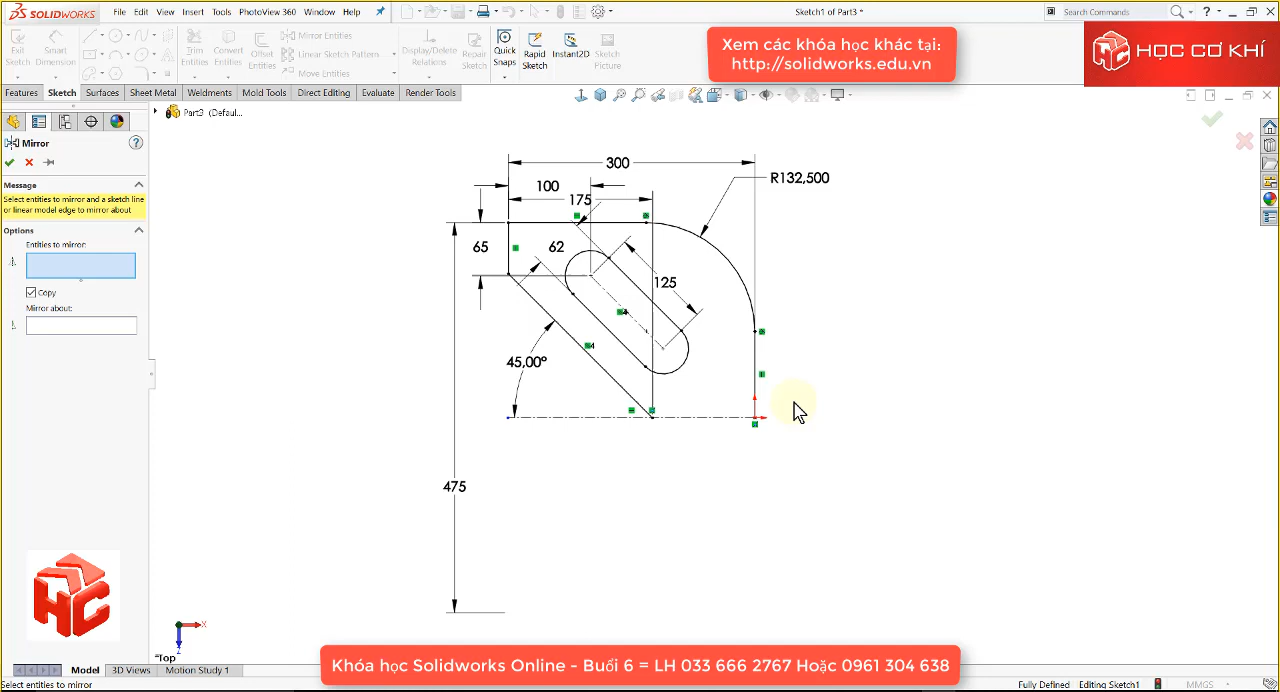 SOLIDWORKS
File Edit View Insert Tools PhotoView 360 Window Help
Sketch1 of Part3 *
Search Commands
Exit Sketch
Smart Dimension
Trim Entities
Convert Entities
Offset Entities
Mirror Entities
Linear Sketch Pattern
Move Entities
Display/Delete Relations
Repair Sketch
Quick Snaps
Rapid Sketch
Instant2D
Sketch Picture
Xem các khóa học khác tại:
http://solidworks.edu.vn
HC
HỌC CƠ KHÍ
Features Sketch Surfaces Sheet Metal Weldments Mold Tools Direct Editing Evaluate Render Tools
Part3 (Defaul...
Mirror
Message
Select entities to mirror and a sketch line
or linear model edge to mirror about
Options
Entities to mirror:
Copy
Mirror about:
300
100
175
R132,500
65
62
125
45,00°
475
HC
X
*Top
Model 3D Views Motion Study 1
Khóa học Solidworks Online - Buổi 6 = LH 033 666 2767 Hoặc 0961 304 638
Select entities to mirror
Fully Defined Editing Sketch1 MMGS